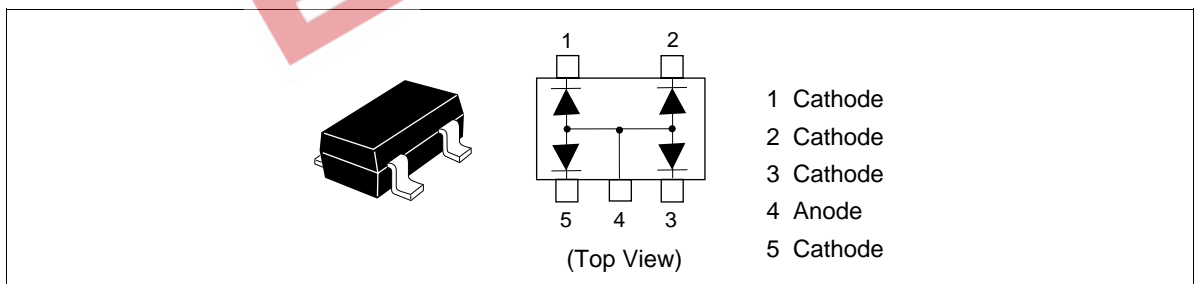 1 2
5 4 3
(Top View)
1 Cathode
2 Cathode
3 Cathode
4 Anode
5 Cathode